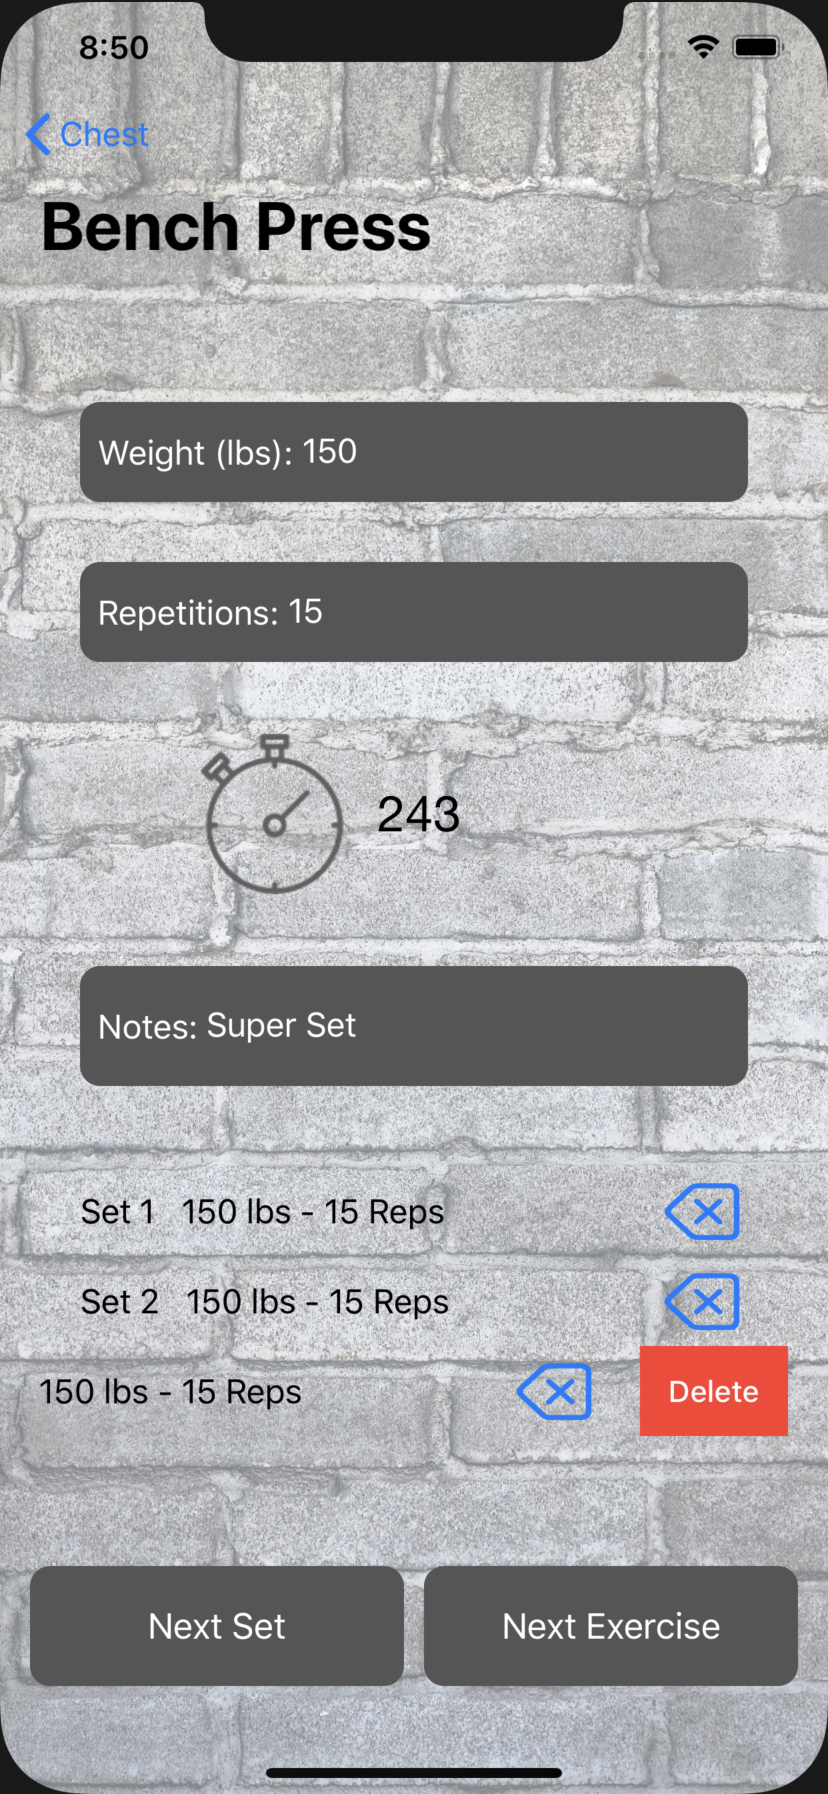 8:50
Chest
Bench Press
Weight (lbs): 150
Repetitions: 15
243
Notes: Super Set
Set 1 150 lbs - 15 Reps
Set 2 150 lbs - 15 Reps
150 lbs - 15 Reps Delete
Next Set Next Exercise